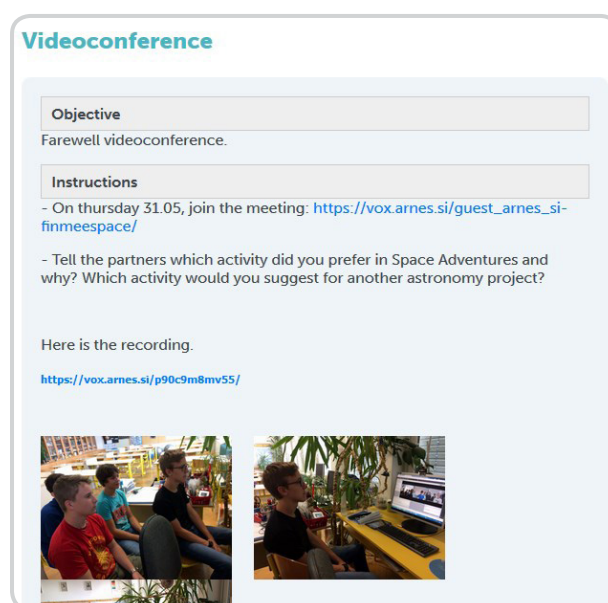 Videoconference
Objective
Farewell videoconference.
Instructions
- On thursday 31.05, join the meeting: https://vox.arnes.si/guest_arnes_si-
finmeespace/
- Tell the partners which activity did you prefer in Space Adventures and
why? Which activity would you suggest for another astronomy project?
Here is the recording.
https://vox.arnes.si/p90c9m8mv55/